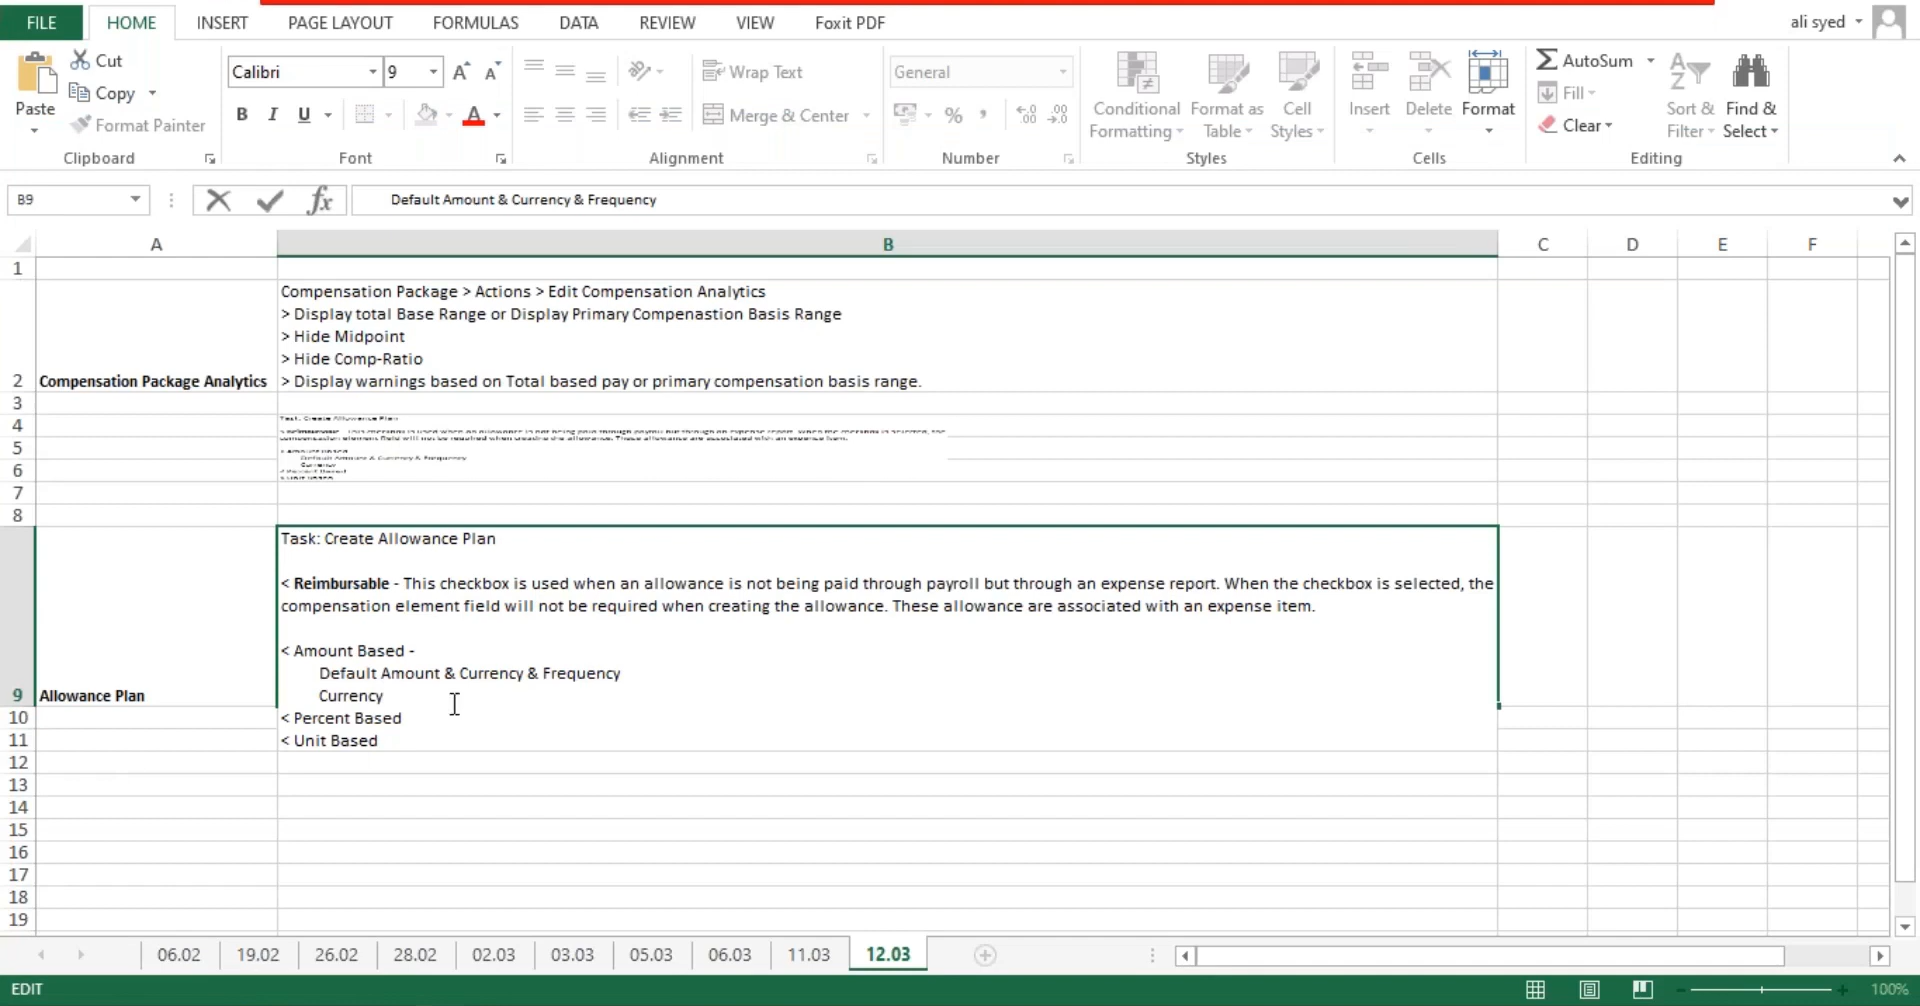 FILE HOME INSERT PAGE LAYOUT FORMULAS DATA REVIEW VIEW Foxit PDF ali syed
Paste
Cut
Copy
Format Painter
Clipboard
Calibri 9
B I U
Font
Wrap Text
Merge & Center
Alignment
General
%
Number
Conditional Formatting
Format as Table
Cell Styles
Styles
Insert
Delete
Format
Cells
AutoSum
Fill
Clear
Sort & Filter
Find & Select
Editing
B9 fx Default Amount & Currency & Frequency
A B C D E F
1
Compensation Package > Actions > Edit Compensation Analytics
> Display total Base Range or Display Primary Compenastion Basis Range
> Hide Midpoint
> Hide Comp-Ratio
2 Compensation Package Analytics > Display warnings based on Total based pay or primary compensation basis range.
3
4
5
6
7
8
Task: Create Allowance Plan
< Reimbursable - This checkbox is used when an allowance is not being paid through payroll but through an expense report. When the checkbox is selected, the
compensation element field will not be required when creating the allowance. These allowance are associated with an expense item.
< Amount Based -
Default Amount & Currency & Frequency
9 Allowance Plan Currency
10 < Percent Based
11 < Unit Based
12
13
14
15
16
17
18
19
06.02 19.02 26.02 28.02 02.03 03.03 05.03 06.03 11.03 12.03
EDIT 100%